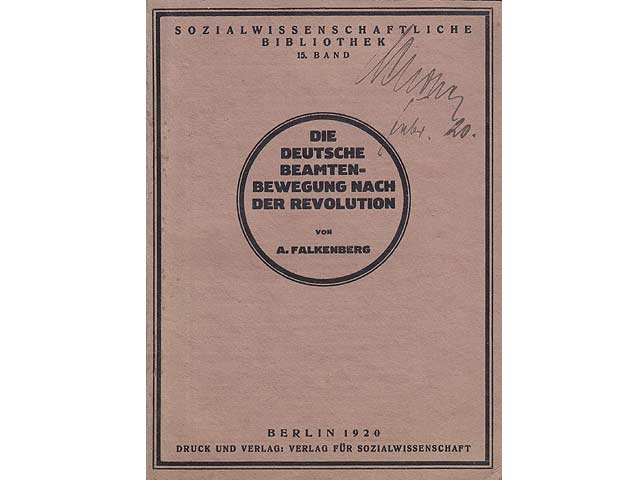 SOZIALWISSENSCHAFTLICHE
BIBLIOTHEK
15. BAND
20.
DIE
DEUTSCHE
BEAMTEN-
BEWEGUNG NACH
DER REVOLUTION
VON
A. FALKENBERG
BERLIN 1920
DRUCK UND VERLAG: VERLAG FÜR SOZIALWISSENSCHAFT